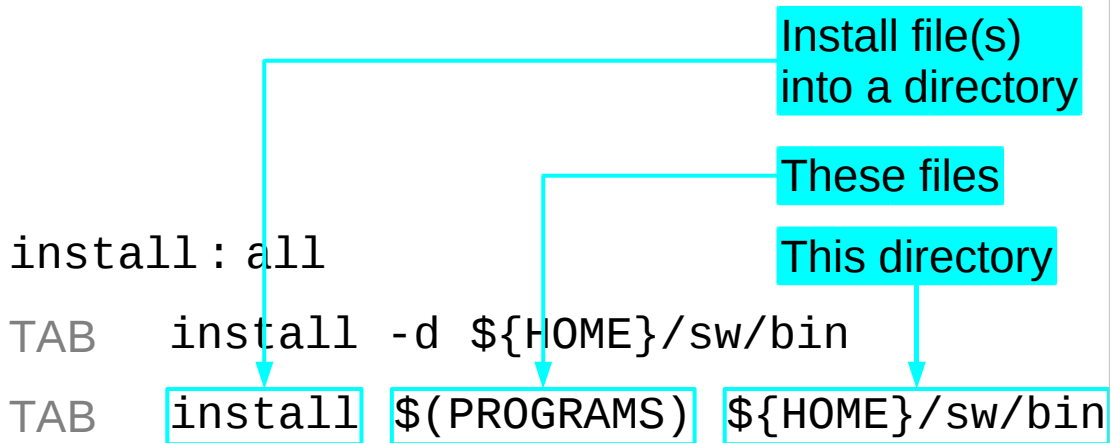 Install file(s)
into a directory
These files
install : all
This directory
TAB install -d ${HOME}/sw/bin
TAB install $(PROGRAMS) ${HOME}/sw/bin